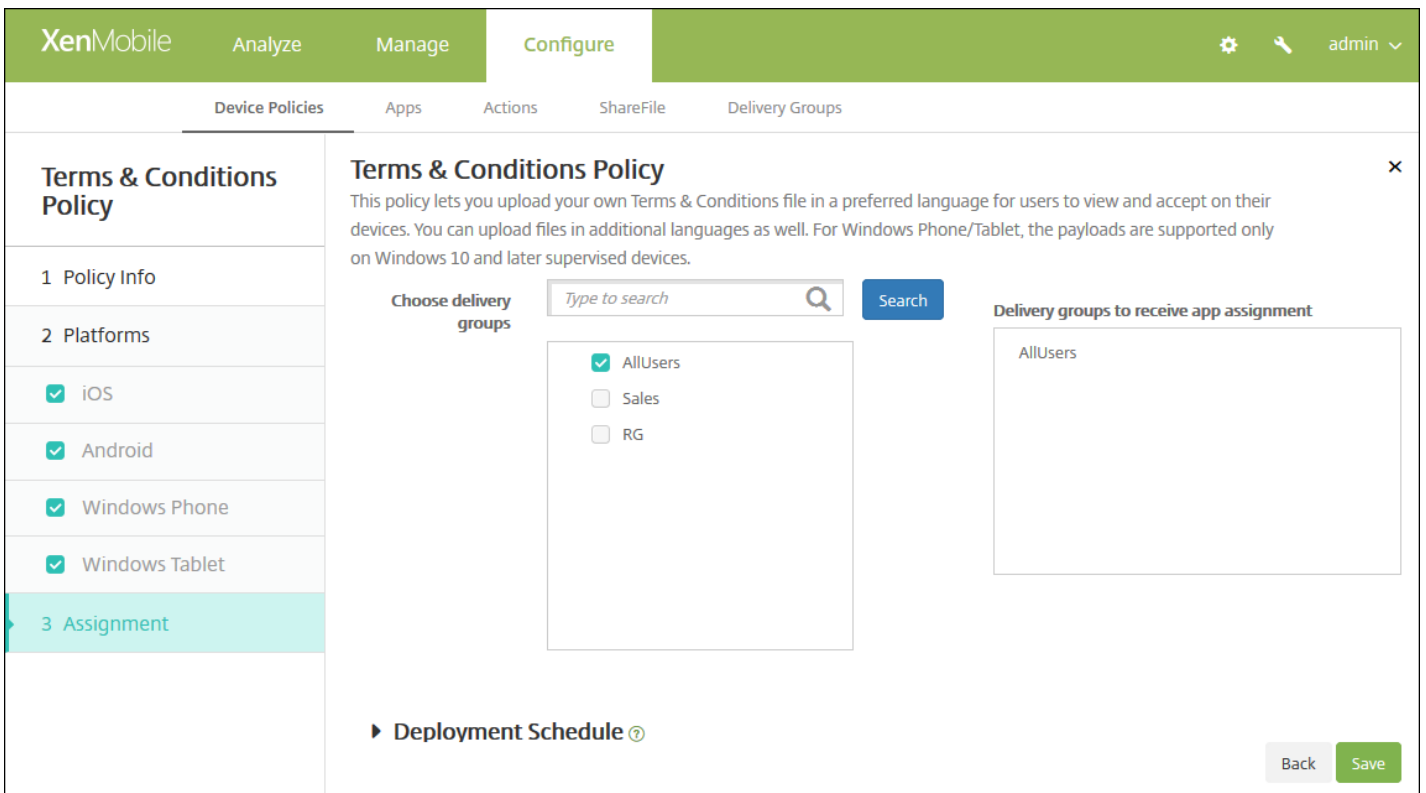 XenMobile Analyze Manage Configure admin
Device Policies Apps Actions ShareFile Delivery Groups
Terms & Conditions
Policy
1 Policy Info
2 Platforms
iOS
Android
Windows Phone
Windows Tablet
3 Assignment
Terms & Conditions Policy
This policy lets you upload your own Terms & Conditions file in a preferred language for users to view and accept on their
devices. You can upload files in additional languages as well. For Windows Phone/Tablet, the payloads are supported only
on Windows 10 and later supervised devices.
Choose delivery
groups
Type to search
Search
AllUsers
Sales
RG
Delivery groups to receive app assignment
AllUsers
Deployment Schedule ?
Back Save